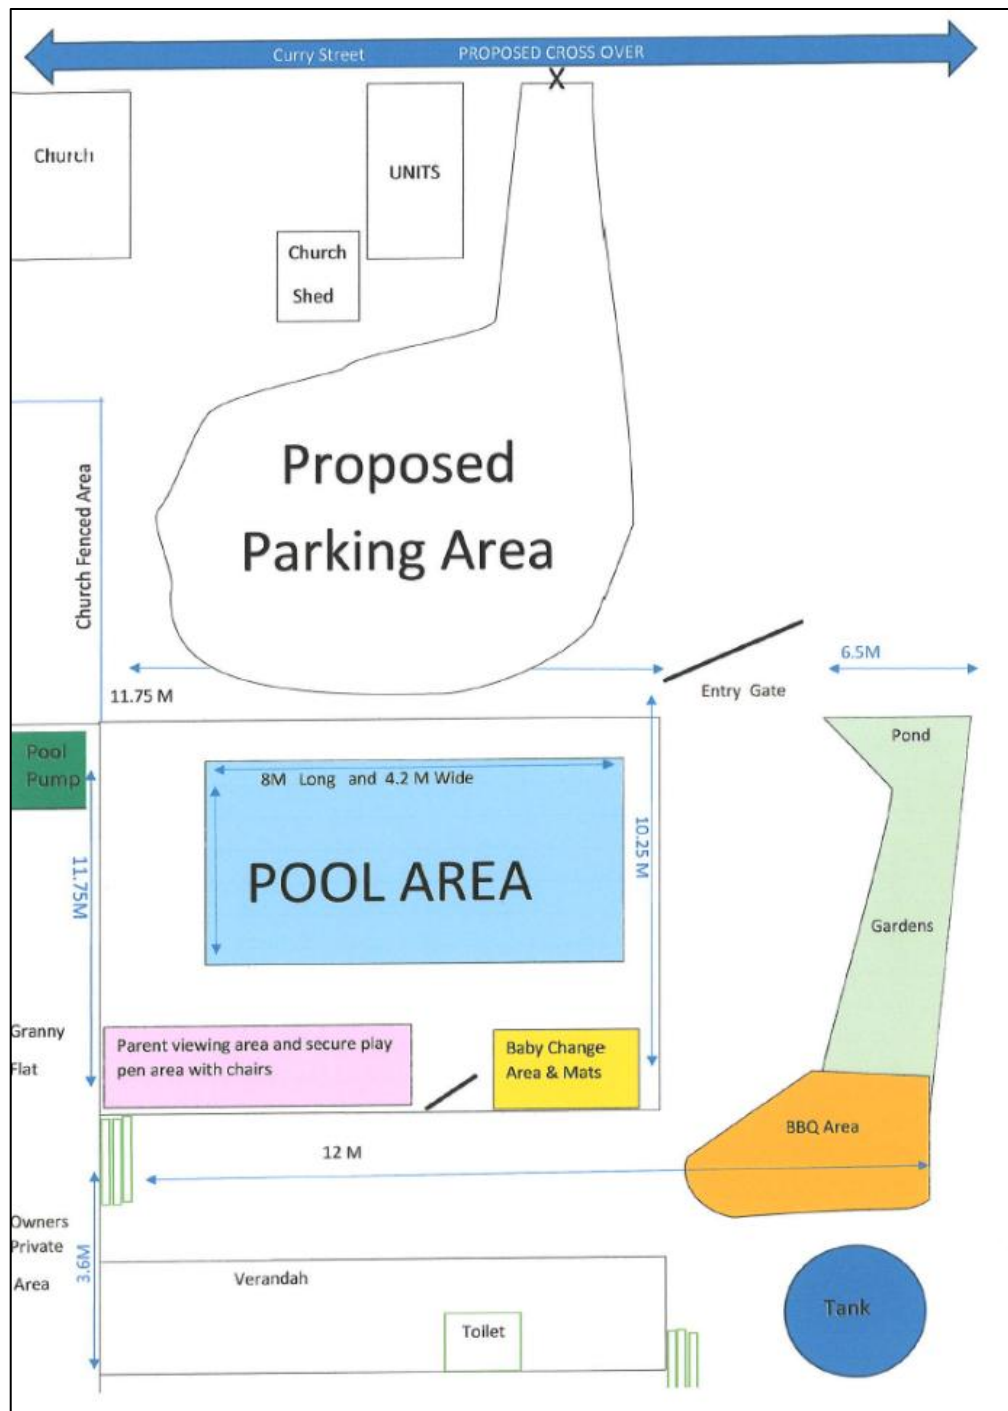 Curry Street PROPOSED CROSS OVER
X
Church
UNITS
Church
Shed
Proposed
Parking Area
Church Fenced Area
6.5M
11.75 M
Entry Gate
Pond
Pool
Pump
8M Long and 4.2 M Wide
POOL AREA
11.75M
10.25 M
Gardens
Granny
Flat
Parent viewing area and secure play
pen area with chairs
Baby Change
Area & Mats
BBQ Area
12 M
Owners
Private
Area
3.6M
Verandah
Toilet
Tank